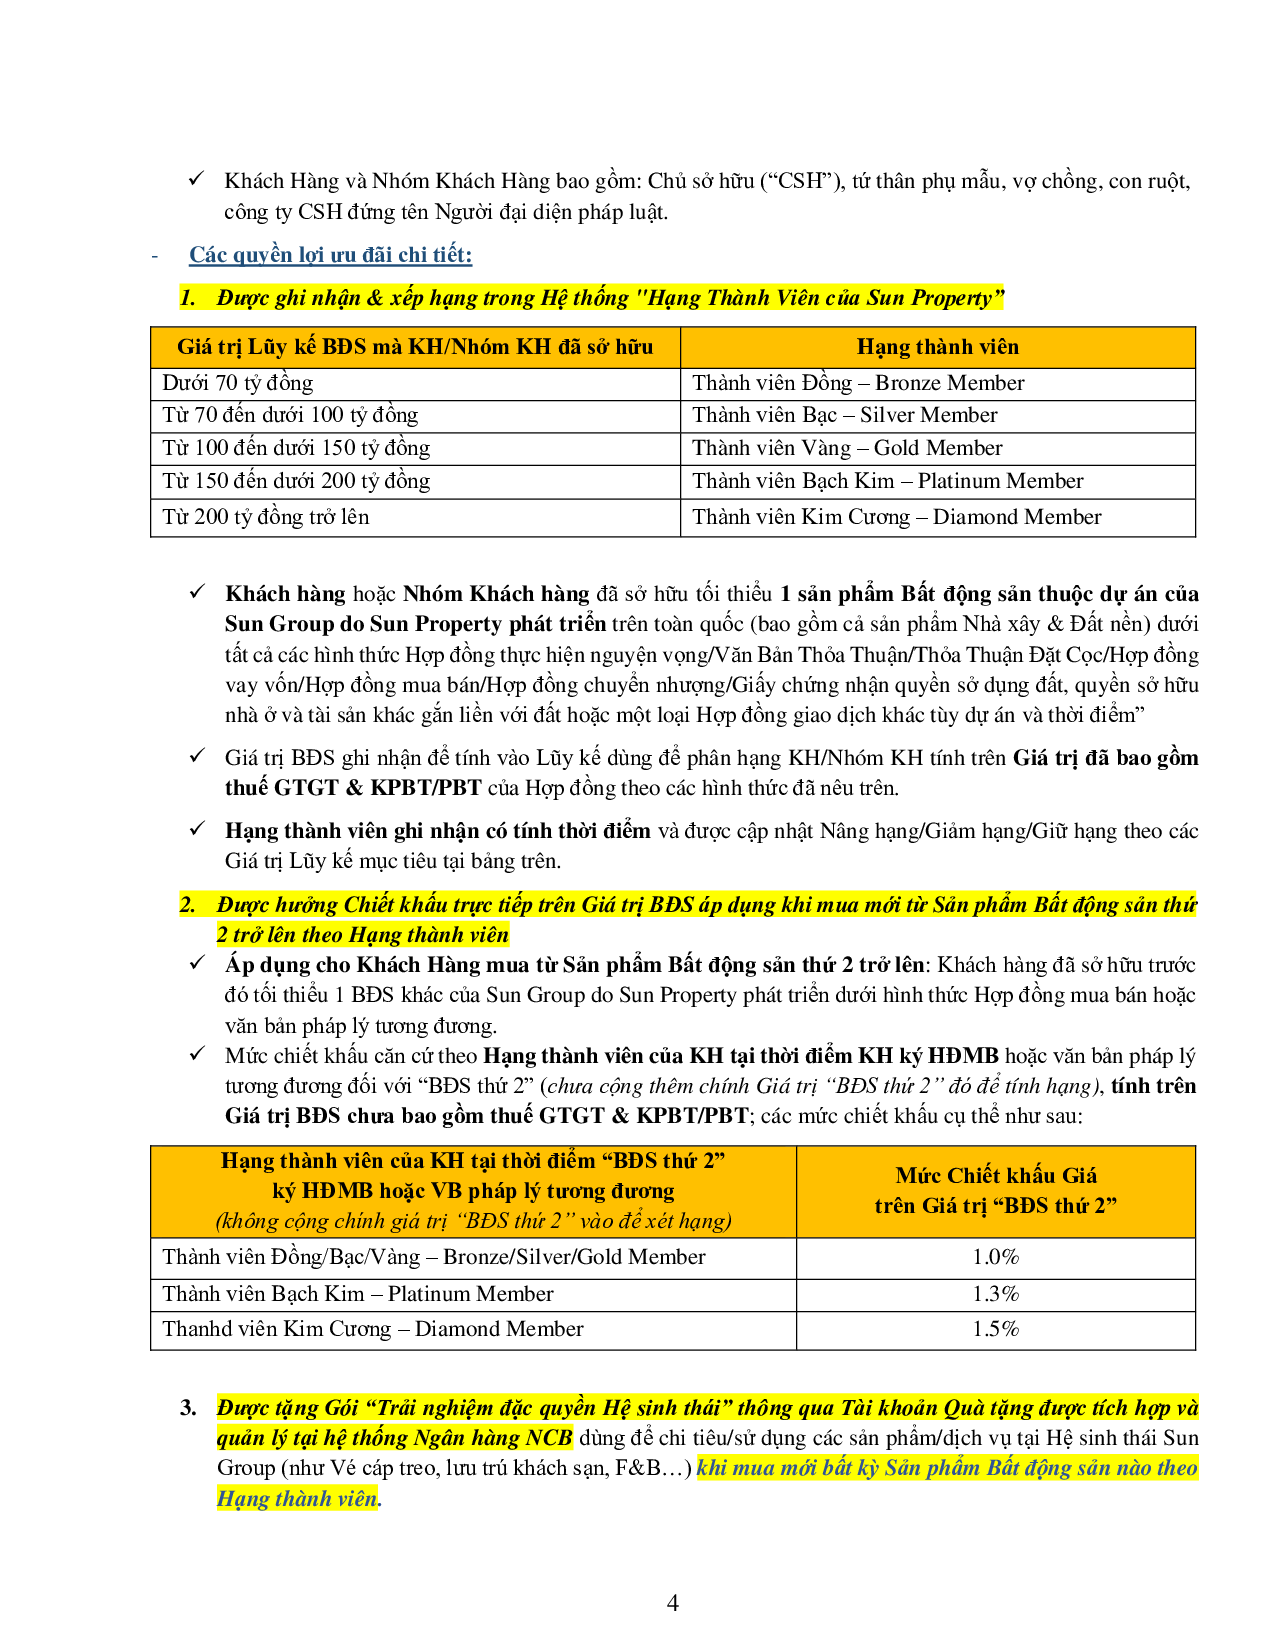 ✓ Khách Hàng và Nhóm Khách Hàng bao gồm: Chủ sở hữu (“CSH”), tứ thân phụ mẫu, vợ chồng, con ruột,
công ty CSH đứng tên Người đại diện pháp luật.
- Các quyền lợi ưu đãi chi tiết:
1. Được ghi nhận & xếp hạng trong Hệ thống "Hạng Thành Viên của Sun Property”
Giá trị Lũy kế BĐS mà KH/Nhóm KH đã sở hữu Hạng thành viên
Dưới 70 tỷ đồng Thành viên Đồng – Bronze Member
Từ 70 đến dưới 100 tỷ đồng Thành viên Bạc – Silver Member
Từ 100 đến dưới 150 tỷ đồng Thành viên Vàng – Gold Member
Từ 150 đến dưới 200 tỷ đồng Thành viên Bạch Kim – Platinum Member
Từ 200 tỷ đồng trở lên Thành viên Kim Cương – Diamond Member
✓ Khách hàng hoặc Nhóm Khách hàng đã sở hữu tối thiểu 1 sản phẩm Bất động sản thuộc dự án của
Sun Group do Sun Property phát triển trên toàn quốc (bao gồm cả sản phẩm Nhà xây & Đất nền) dưới
tất cả các hình thức Hợp đồng thực hiện nguyện vọng/Văn Bản Thỏa Thuận/Thỏa Thuận Đặt Cọc/Hợp đồng
vay vốn/Hợp đồng mua bán/Hợp đồng chuyển nhượng/Giấy chứng nhận quyền sở dụng đất, quyền sở hữu
nhà ở và tài sản khác gắn liền với đất hoặc một loại Hợp đồng giao dịch khác tùy dự án và thời điểm”
✓ Giá trị BĐS ghi nhận để tính vào Lũy kế dùng để phân hạng KH/Nhóm KH tính trên Giá trị đã bao gồm
thuế GTGT & KPBT/PBT của Hợp đồng theo các hình thức đã nêu trên.
✓ Hạng thành viên ghi nhận có tính thời điểm và được cập nhật Nâng hạng/Giảm hạng/Giữ hạng theo các
Giá trị Lũy kế mục tiêu tại bảng trên.
2. Được hưởng Chiết khấu trực tiếp trên Giá trị BĐS áp dụng khi mua mới từ Sản phẩm Bất động sản thứ
2 trở lên theo Hạng thành viên
✓ Áp dụng cho Khách Hàng mua từ Sản phẩm Bất động sản thứ 2 trở lên: Khách hàng đã sở hữu trước
đó tối thiểu 1 BĐS khác của Sun Group do Sun Property phát triển dưới hình thức Hợp đồng mua bán hoặc
văn bản pháp lý tương đương.
✓ Mức chiết khấu căn cứ theo Hạng thành viên của KH tại thời điểm KH ký HĐMB hoặc văn bản pháp lý
tương đương đối với “BĐS thứ 2” (chưa cộng thêm chính Giá trị “BĐS thứ 2” đó để tính hạng), tính trên
Giá trị BĐS chưa bao gồm thuế GTGT & KPBT/PBT; các mức chiết khấu cụ thể như sau:
Hạng thành viên của KH tại thời điểm “BĐS thứ 2”
ký HĐMB hoặc VB pháp lý tương đương
(không cộng chính giá trị “BĐS thứ 2” vào để xét hạng)
Mức Chiết khấu Giá
trên Giá trị “BĐS thứ 2”
Thành viên Đồng/Bạc/Vàng – Bronze/Silver/Gold Member 1.0%
Thành viên Bạch Kim – Platinum Member 1.3%
Thanhd viên Kim Cương – Diamond Member 1.5%
3. Được tặng Gói “Trải nghiệm đặc quyền Hệ sinh thái” thông qua Tài khoản Quà tặng được tích hợp và
quản lý tại hệ thống Ngân hàng NCB dùng để chi tiêu/sử dụng các sản phẩm/dịch vụ tại Hệ sinh thái Sun
Group (như Vé cáp treo, lưu trú khách sạn, F&B…) khi mua mới bất kỳ Sản phẩm Bất động sản nào theo
Hạng thành viên.
4